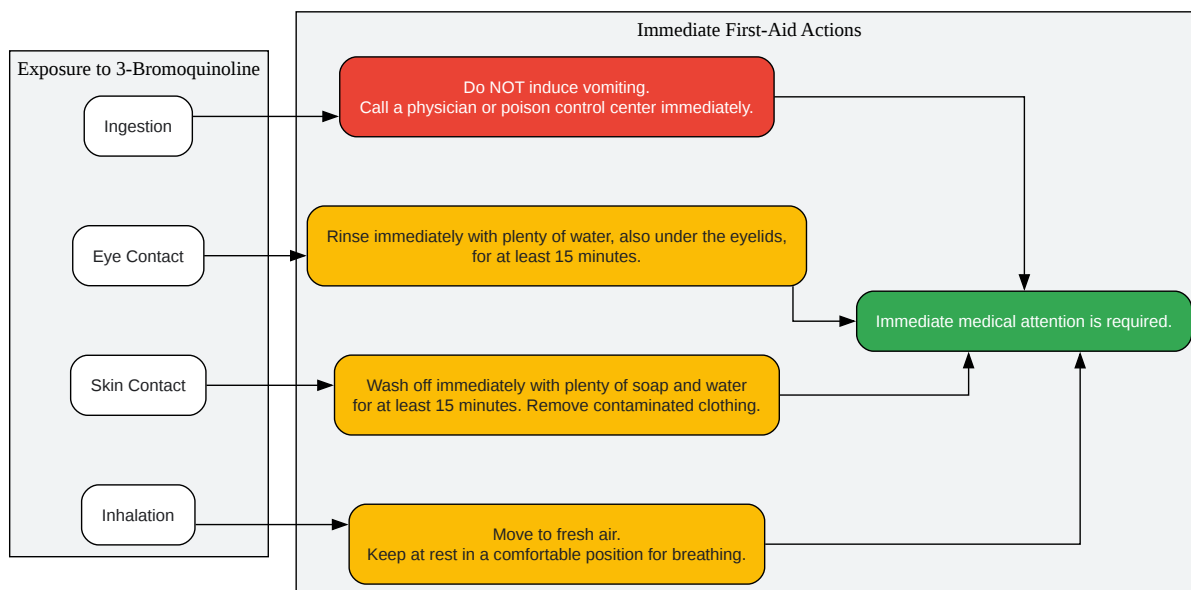 Immediate First-Aid Actions
Exposure to 3-Bromoquinoline
Ingestion
Do NOT induce vomiting.
Call a physician or poison control center immediately.
Eye Contact
Rinse immediately with plenty of water, also under the eyelids,
for at least 15 minutes.
Immediate medical attention is required.
Skin Contact
Wash off immediately with plenty of soap and water
for at least 15 minutes. Remove contaminated clothing.
Inhalation
Move to fresh air.
Keep at rest in a comfortable position for breathing.